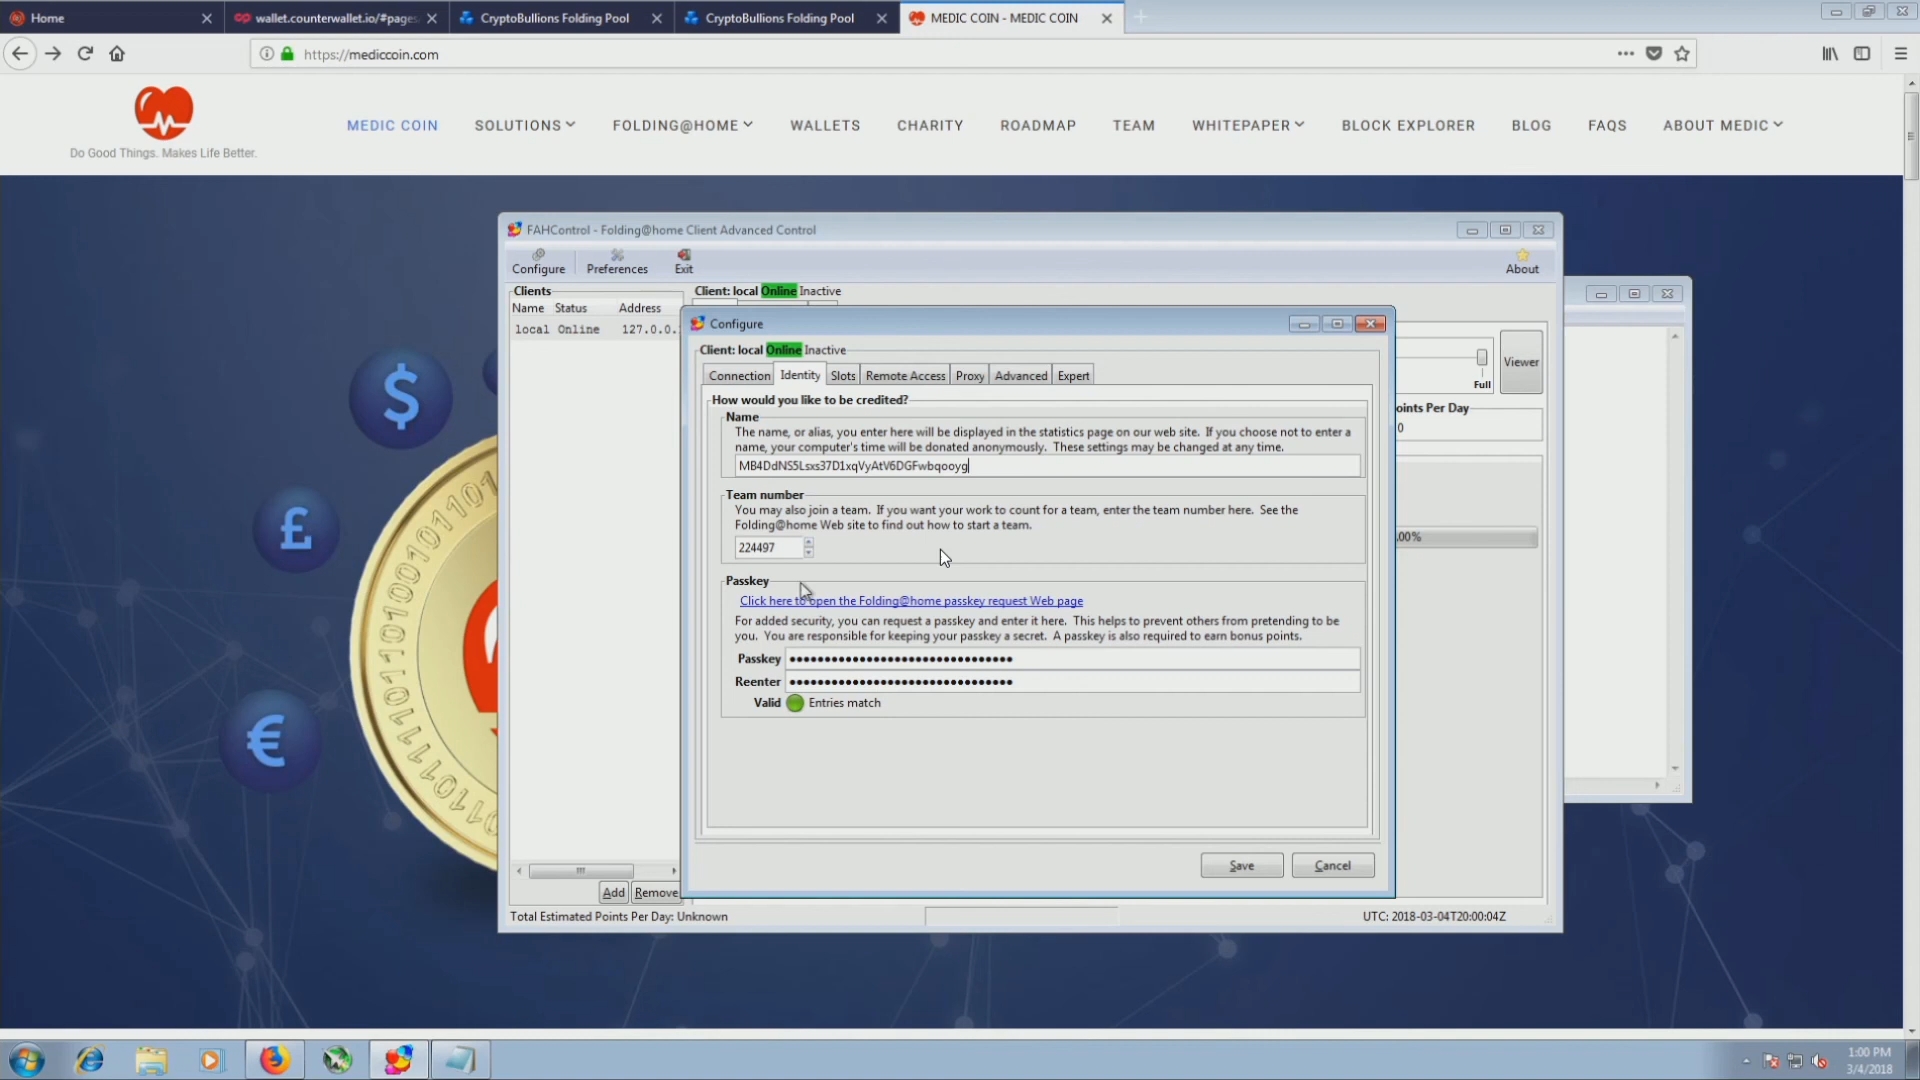 Home
wallet.counterwallet.io/#pages
CryptoBullions Folding Pool
CryptoBullions Folding Pool
MEDIC COIN - MEDIC COIN
https://mediccoin.com
Do Good Things. Makes Life Better.
MEDIC COIN
SOLUTIONS
FOLDING@HOME
WALLETS
CHARITY
ROADMAP
TEAM
WHITEPAPER
BLOCK EXPLORER
BLOG
FAQS
ABOUT MEDIC
FAHControl - Folding@home Client Advanced Control
Configure
Preferences
Exit
About
Clients
Name Status Address
local Online 127.0.0.
Client: local Online Inactive
Configure
Client: local Online Inactive
Connection
Identity
Slots
Remote Access
Proxy
Advanced
Expert
How would you like to be credited?
Name
The name, or alias, you enter here will be displayed in the statistics page on our web site. If you choose not to enter a
name, your computer's time will be donated anonymously. These settings may be changed at any time.
MB4DdNS5Lsxs37D1xqVyAtV6DGFwbqooyg
Team number
You may also join a team. If you want your work to count for a team, enter the team number here. See the
Folding@home Web site to find out how to start a team.
224497
Passkey
Click here to open the Folding@home passkey request Web page
For added security, you can request a passkey and enter it here. This helps to prevent others from pretending to be
you. You are responsible for keeping your passkey a secret. A passkey is also required to earn bonus points.
Passkey
Reenter
Valid Entries match
Save
Cancel
Viewer
Full
oints Per Day
0
.00%
Add
Remove
Total Estimated Points Per Day: Unknown
UTC: 2018-03-04T20:00:04Z
$
£
€
1:00 PM
3/4/2018